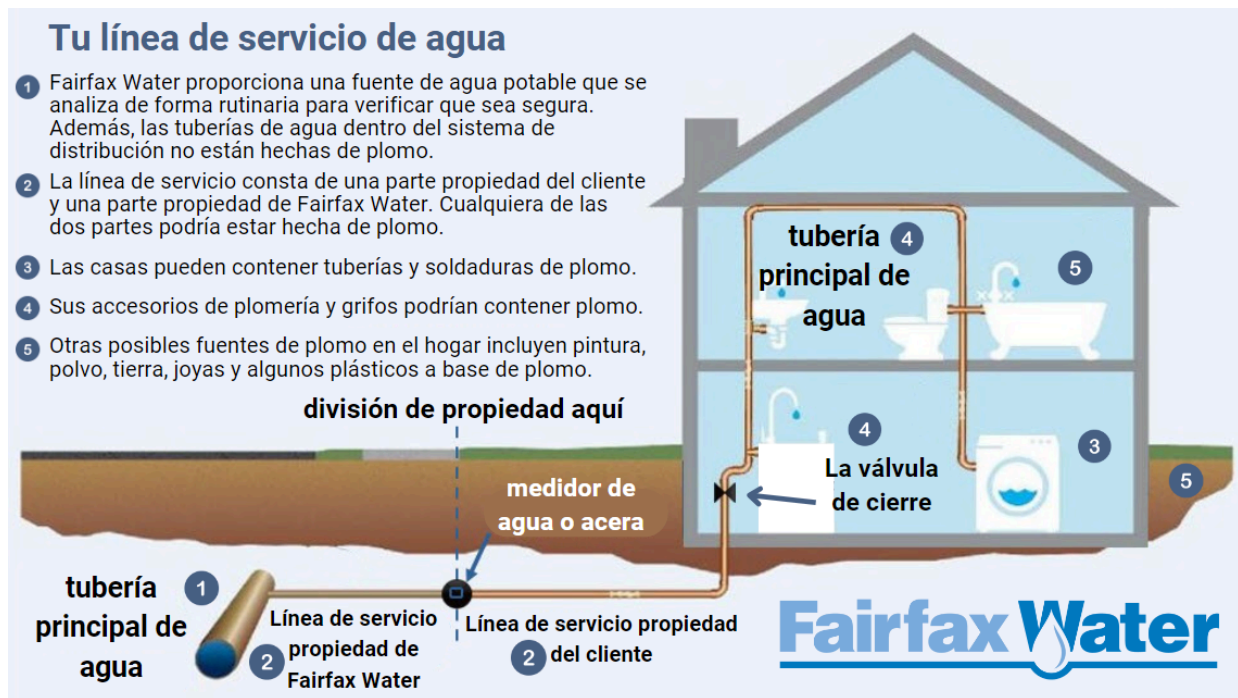 Tu línea de servicio de agua
1 Fairfax Water proporciona una fuente de agua potable que se
analiza de forma rutinaria para verificar que sea segura.
Además, las tuberías de agua dentro del sistema de
distribución no están hechas de plomo.
2 La línea de servicio consta de una parte propiedad del cliente
y una parte propiedad de Fairfax Water. Cualquiera de las
dos partes podría estar hecha de plomo.
3 Las casas pueden contener tuberías y soldaduras de plomo.
4 Sus accesorios de plomería y grifos podrían contener plomo.
5 Otras posibles fuentes de plomo en el hogar incluyen pintura,
polvo, tierra, joyas y algunos plásticos a base de plomo.
tubería 4
principal de
agua
5
división de propiedad aquí
4
La válvula
de cierre
3
5
medidor de
agua o acera
tubería 1
principal de
agua
Línea de servicio
propiedad de
2 Fairfax Water
Línea de servicio propiedad
2 del cliente
Fairfax Water